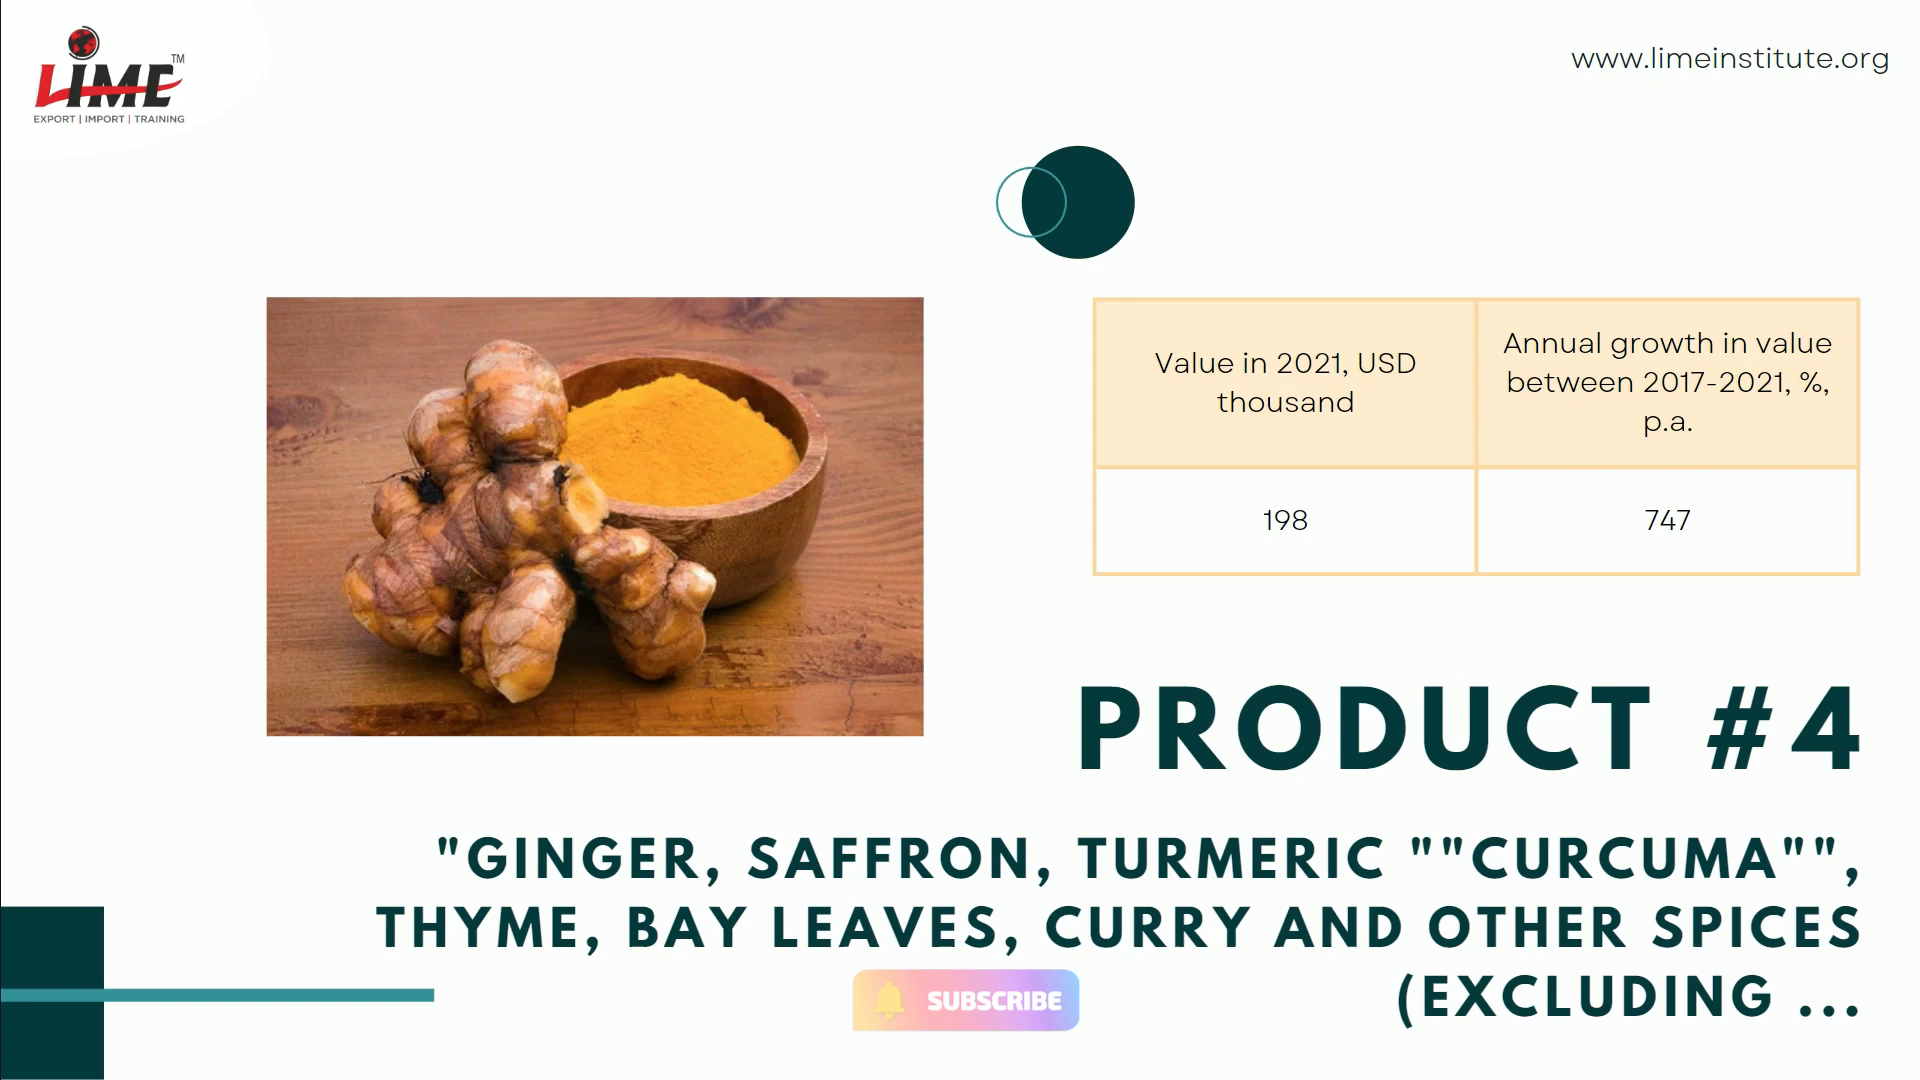 LIME TM
EXPORT | IMPORT | TRAINING
www.limeinstitute.org
Value in 2021, USD
thousand
Annual growth in value
between 2017-2021, %,
p.a.
198
747
PRODUCT #4
"GINGER, SAFFRON, TURMERIC ""CURCUMA"",
THYME, BAY LEAVES, CURRY AND OTHER SPICES
(EXCLUDING ...
SUBSCRIBE